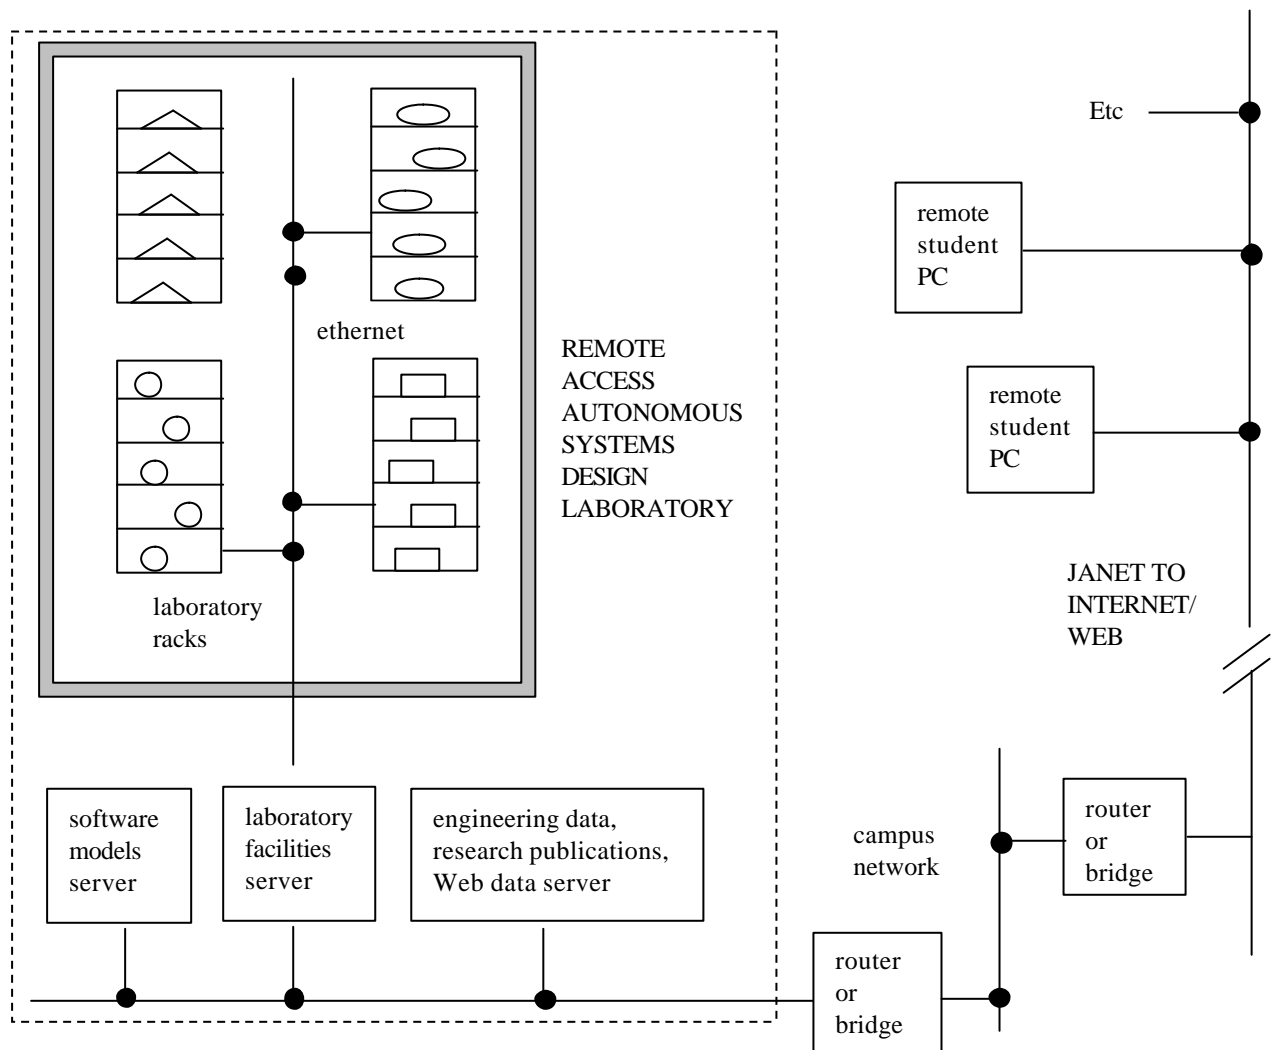 Etc
remote
student
PC
ethernet
REMOTE
ACCESS
AUTONOMOUS
SYSTEMS
DESIGN
LABORATORY
remote
student
PC
laboratory
racks
JANET TO
INTERNET/
WEB
software
models
server
laboratory
facilities
server
engineering data,
research publications,
Web data server
campus
network
router
or
bridge
router
or
bridge